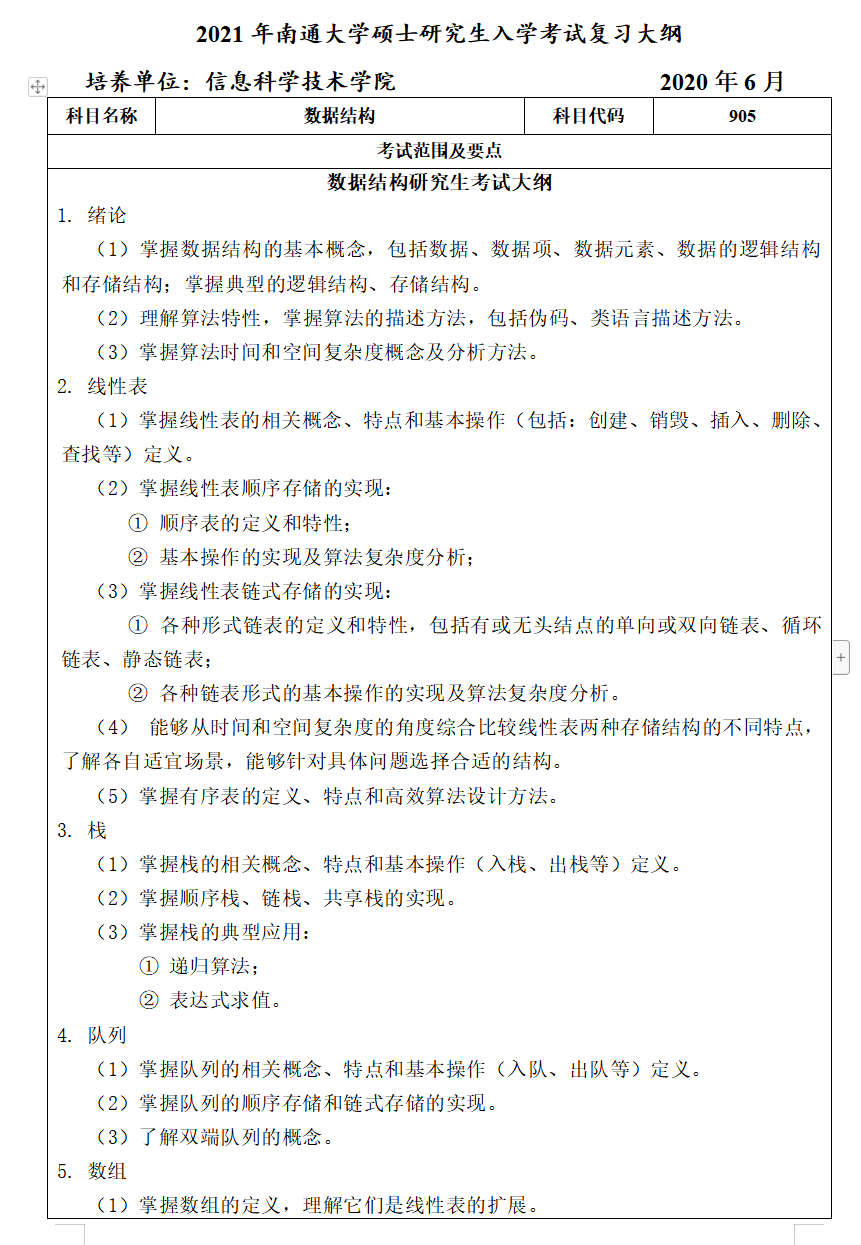 2021 年南通大学硕士研究生入学考试复习大纲
培养单位：信息科学技术学院 2020 年 6 月
科目名称 数据结构 科目代码 905
考试范围及要点
数据结构研究生考试大纲
1. 绪论
（1）掌握数据结构的基本概念，包括数据、数据项、数据元素、数据的逻辑结构
和存储结构；掌握典型的逻辑结构、存储结构。
（2）理解算法特性，掌握算法的描述方法，包括伪码、类语言描述方法。
（3）掌握算法时间和空间复杂度概念及分析方法。
2. 线性表
（1）掌握线性表的相关概念、特点和基本操作（包括：创建、销毁、插入、删除、
查找等）定义。
（2）掌握线性表顺序存储的实现：
① 顺序表的定义和特性；
② 基本操作的实现及算法复杂度分析；
（3）掌握线性表链式存储的实现：
① 各种形式链表的定义和特性，包括有或无头结点的单向或双向链表、循环
链表、静态链表；
② 各种链表形式的基本操作的实现及算法复杂度分析。
（4） 能够从时间和空间复杂度的角度综合比较线性表两种存储结构的不同特点，
了解各自适宜场景，能够针对具体问题选择合适的结构。
（5）掌握有序表的定义、特点和高效算法设计方法。
3. 栈
（1）掌握栈的相关概念、特点和基本操作（入栈、出栈等）定义。
（2）掌握顺序栈、链栈、共享栈的实现。
（3）掌握栈的典型应用：
① 递归算法；
② 表达式求值。
4. 队列
（1）掌握队列的相关概念、特点和基本操作（入队、出队等）定义。
（2）掌握队列的顺序存储和链式存储的实现。
（3）了解双端队列的概念。
5. 数组
（1）掌握数组的定义，理解它们是线性表的扩展。